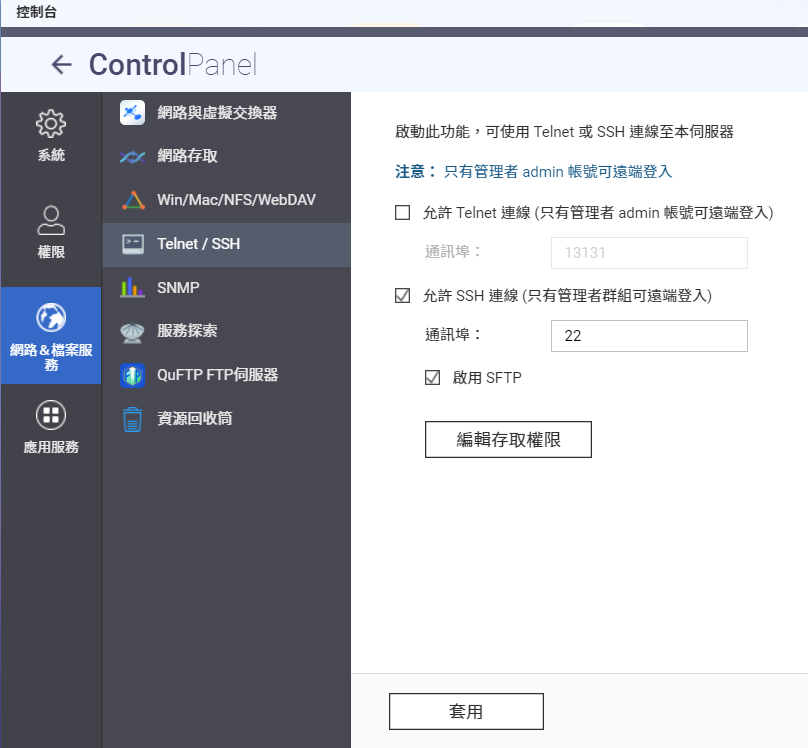 控制台
ControlPanel
系統
權限
網路＆檔案服
務
應用服務
網路與虛擬交換器
網路存取
Win/Mac/NFS/WebDAV
Telnet / SSH
SNMP
服務探索
QuFTP FTP伺服器
資源回收筒
啟動此功能，可使用 Telnet 或 SSH 連線至本伺服器
注意： 只有管理者 admin 帳號可遠端登入
允許 Telnet 連線 (只有管理者 admin 帳號可遠端登入)
通訊埠： 13131
允許 SSH 連線 (只有管理者群組可遠端登入)
通訊埠： 22
啟用 SFTP
編輯存取權限
套用